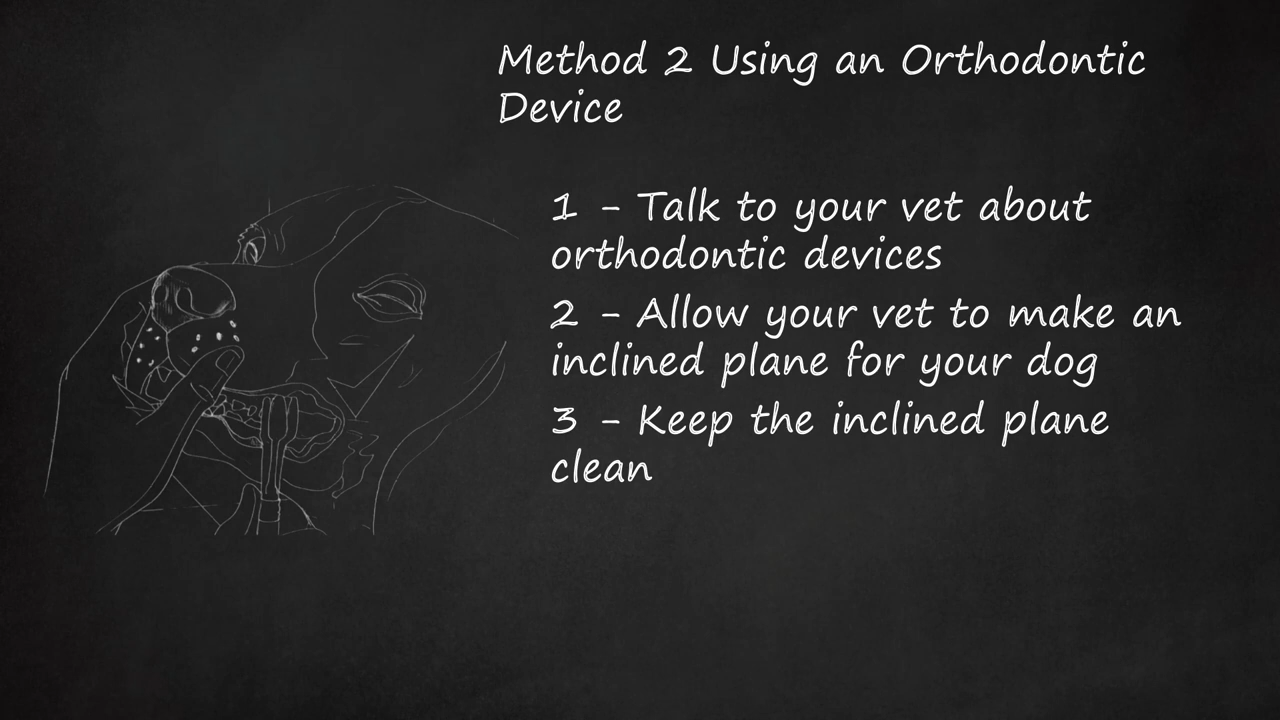 Method 2 Using an Orthodontic
Device
1 - Talk to your vet about
orthodontic devices
2 - Allow your vet to make an
inclined plane for your dog
3 - Keep the inclined plane
clean